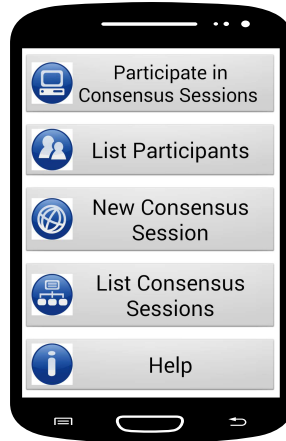 Participate in
Consensus Sessions
List Participants
New Consensus
Session
List Consensus
Sessions
Help